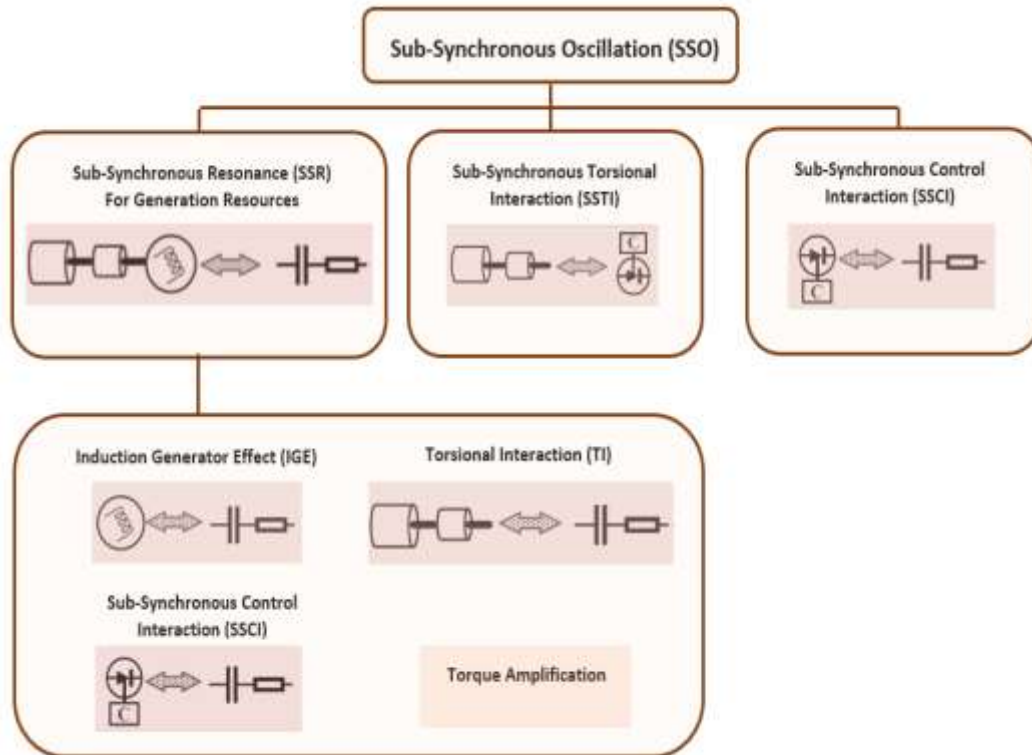 Sub-Synchronous Oscillation (SSO)
Sub-Synchronous Resonance (SSR)
For Generation Resources
Sub-Synchronous Torsional
Interaction (SSTI)
C
Sub-Synchronous Control
Interaction (SSCI)
C
Induction Generator Effect (IGE)
Torsional Interaction (TI)
Sub-Synchronous Control
Interaction (SSCI)
C
Torque Amplification